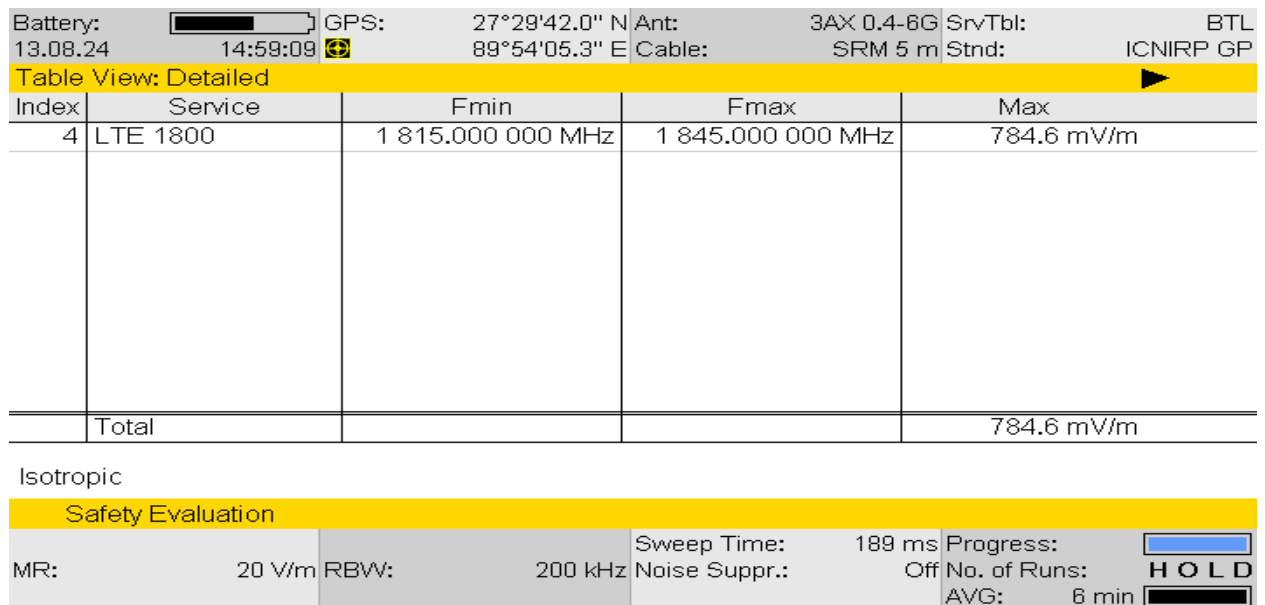 Battery: GPS: 27°29'42.0" N Ant: 3AX 0.4-6G SrvTbl: BTL
13.08.24 14:59:09 89°54'05.3" E Cable: SRM 5 m Stnd: ICNIRP GP
Table View: Detailed
Index Service Fmin Fmax Max
4 LTE 1800 1 815.000 000 MHz 1 845.000 000 MHz 784.6 mV/m
Total 784.6 mV/m
Isotropic
Safety Evaluation
Sweep Time: 189 ms Progress:
MR: 20 V/m RBW: 200 kHz Noise Suppr.: Off No. of Runs: H O L D
AVG: 6 min